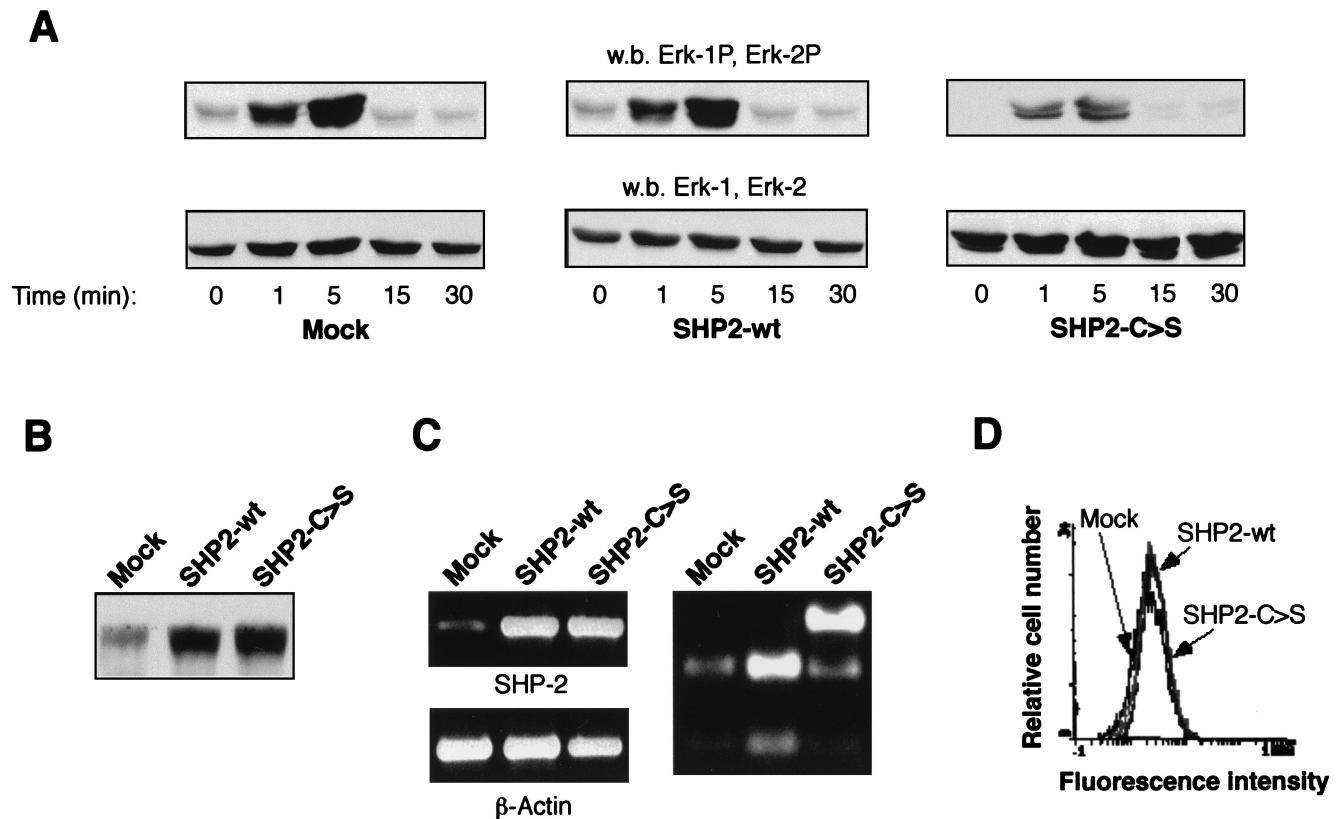 A
w.b. Erk-1P, Erk-2P
w.b. Erk-1, Erk-2
Time (min): 0 1 5 15 30 0 1 5 15 30 0 1 5 15 30
Mock SHP2-wt SHP2-C>S
B
Mock SHP2-wt SHP2-C>S
C
Mock SHP2-wt SHP2-C>S
SHP-2
β-Actin
Mock SHP2-wt SHP2-C>S
D
Relative cell number
Mock
SHP2-wt
SHP2-C>S
Fluorescence intensity